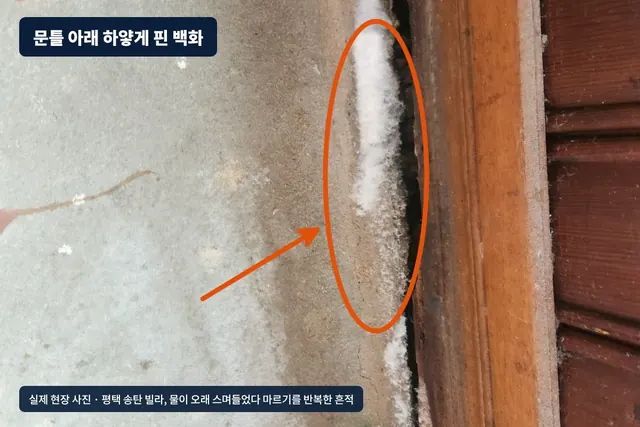 문틀 아래 하얗게 핀 백화
실제 현장 사진 · 평택 송탄 빌라, 물이 오래 스며들었다 마르기를 반복한 흔적